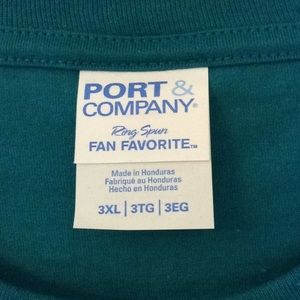 PORT &
COMPANY®
Ring Spun
FAN FAVORITE™
Made in Honduras
Fabriqué au Honduras
Hecho en Honduras
3XL | 3TG | 3EG